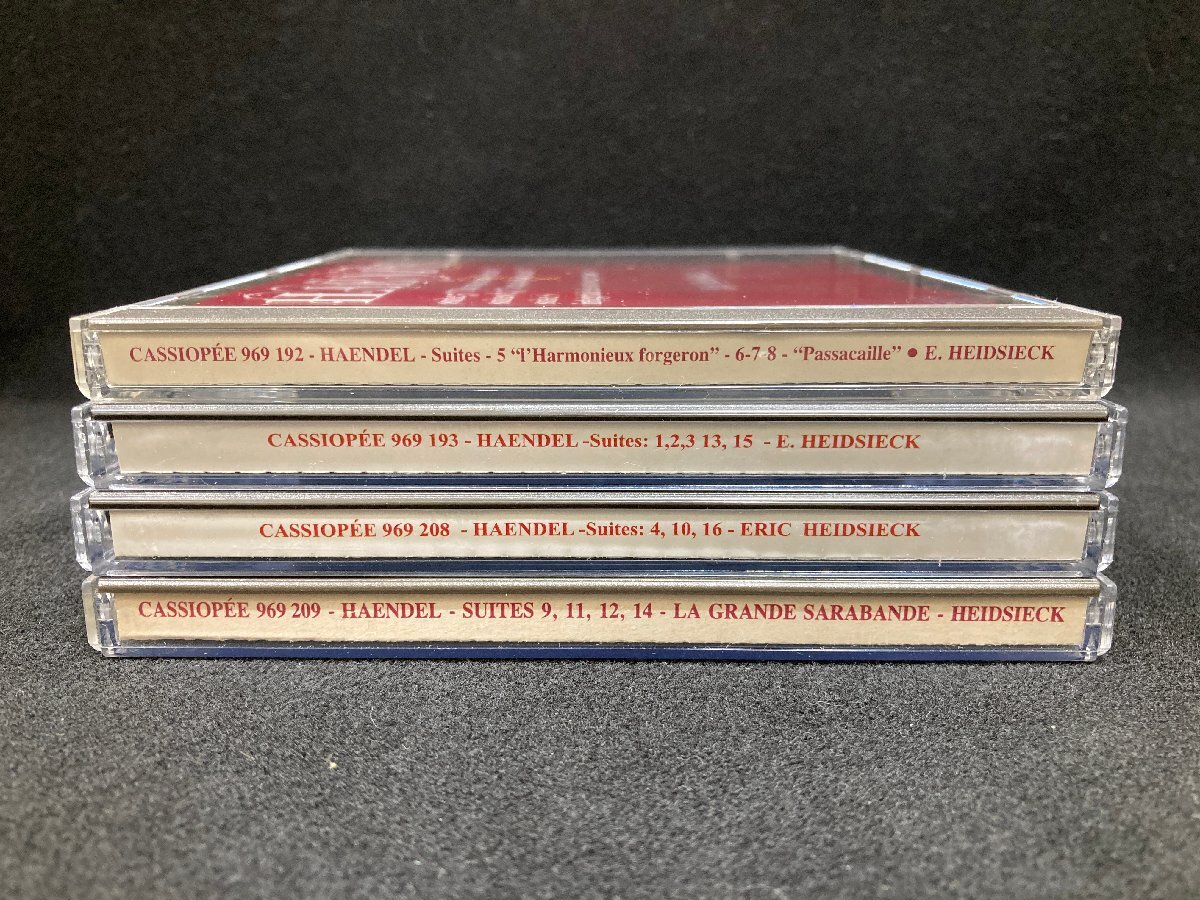 CASSIOPÉE 969 192 - HAENDEL - Suites - 5 “l’Harmonieux forgeron” - 6-7-8 - “Passacaille” ● E. HEIDSIECK
CASSIOPÉE 969 193 - HAENDEL -Suites: 1,2,3 13, 15 - E. HEIDSIECK
CASSIOPÉE 969 208 - HAENDEL -Suites: 4, 10, 16 - ERIC HEIDSIECK
CASSIOPÉE 969 209 - HAENDEL - SUITES 9, 11, 12, 14 - LA GRANDE SARABANDE - HEIDSIECK